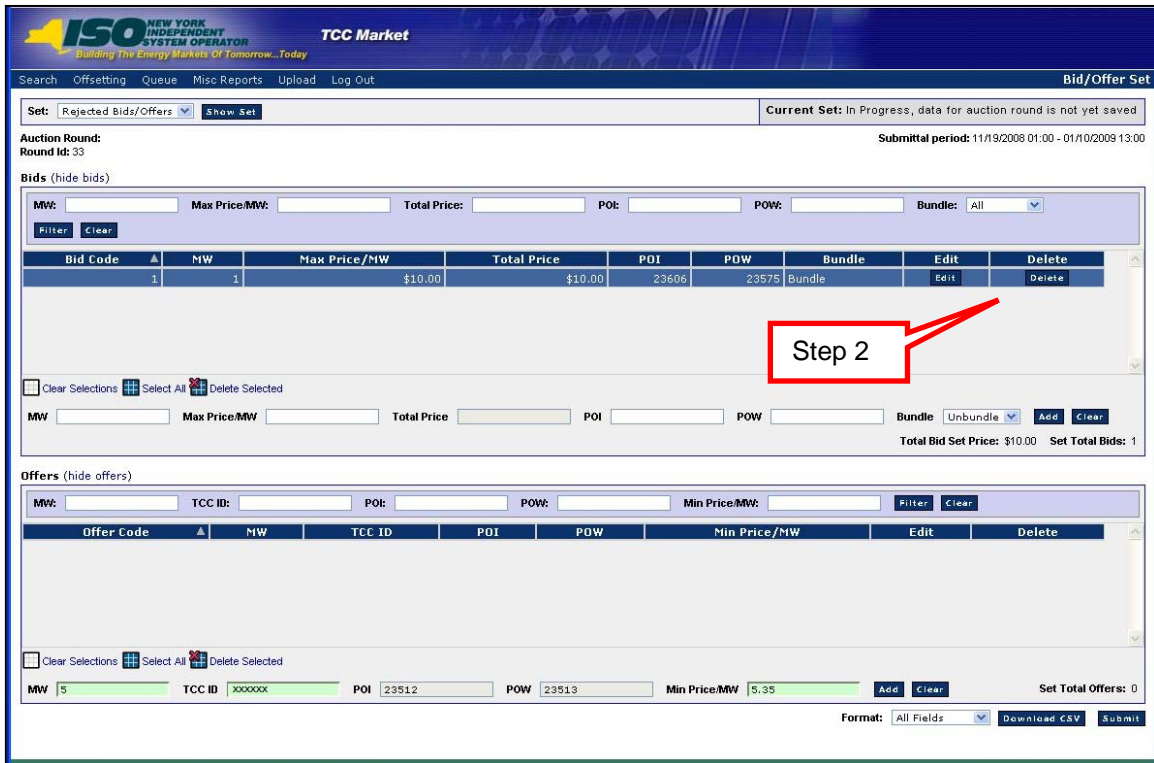 NEW YORK
ISO INDEPENDENT
SYSTEM OPERATOR
Building The Energy Markets Of Tomorrow...Today
TCC Market
Search Offsetting Queue Misc Reports Upload Log Out Bid/Offer Set
Set: Rejected Bids/Offers Show Set Current Set: In Progress, data for auction round is not yet saved
Auction Round: Submittal period: 11/19/2008 01:00 - 01/10/2009 13:00
Round Id: 33
Bids (hide bids)
MW: Max Price/MW: Total Price: POI: POW: Bundle: All
Filter Clear
Bid Code MW Max Price/MW Total Price POI POW Bundle Edit Delete
1 1 $10.00 $10.00 23606 23575 Bundle Edit Delete
Step 2
Clear Selections Select All Delete Selected
MW Max Price/MW Total Price POI POW Bundle Unbundle Add Clear
Total Bid Set Price: $10.00 Set Total Bids: 1
Offers (hide offers)
MW: TCC ID: POI: POW: Min Price/MW: Filter Clear
Offer Code MW TCC ID POI POW Min Price/MW Edit Delete
Clear Selections Select All Delete Selected
MW 5 TCC ID xxxxxx POI 23512 POW 23513 Min Price/MW 5.35 Add Clear Set Total Offers: 0
Format: All Fields Download CSV Submit